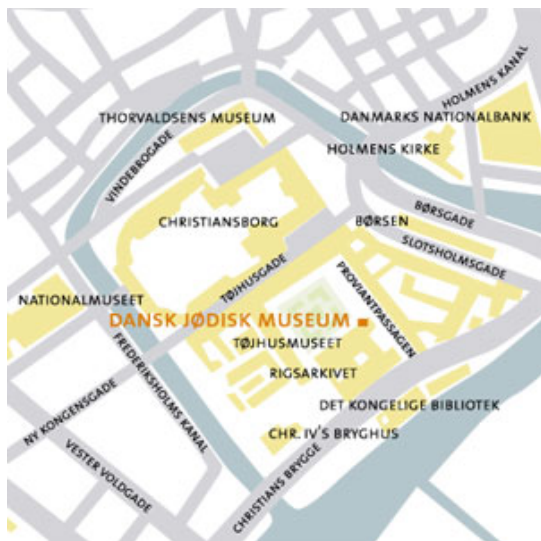 HOLMENS KANAL
THORVALDSENS MUSEUM
DANMARKS NATIONALBANK
HOLMENS KIRKE
VINDEBROGADE
CHRISTIANSBORG
BØRSEN
BØRSGADE
SLOTSHOLMSGADE
TØJHUSGADE
PROVIANTPASSAGEN
NATIONALMUSEET
DANSK JØDISK MUSEUM
TØJHUSMUSEET
FREDERIKSHOLMS KANAL
RIGSARKIVET
NY KONGENSGADE
DET KONGELIGE BIBLIOTEK
CHR. IV'S BRYGHUS
VESTER VOLDGADE
CHRISTIANS BRYGGE